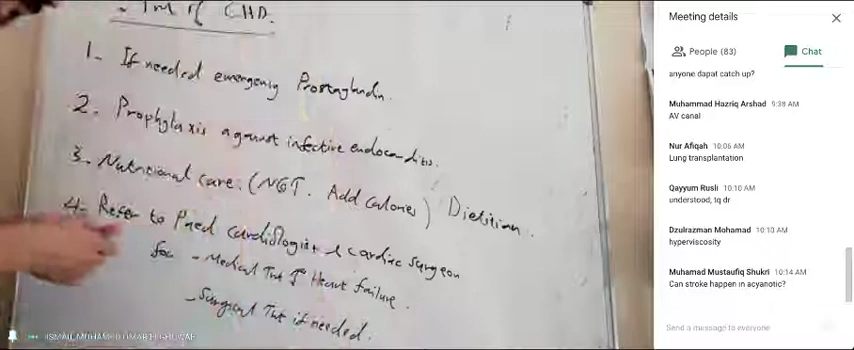 - Tmt of CHD.
1- If needed emergency Prostaglandin.
2- Prophylaxis against infective endocarditis.
3- Nutritional care. (NGT. Add calories) Dietitian.
4- Refer to Paed cardiologist & cardiac surgeon
for - Medical Tmt Heart failure.
- Surgical Tmt if needed.
Meeting details
People (83)
Chat
anyone dapat catch up?
Muhammad Hazriq Arshad 9:38 AM
AV canal
Nur Afiqah 10:06 AM
Lung transplantation
Qayyum Rusli 10:10 AM
understood, tq dr
Dzulrazman Mohamad 10:10 AM
hyperviscosity
Muhamad Mustaufiq Shukri 10:14 AM
Can stroke happen in acyanotic?
Send a message to everyone